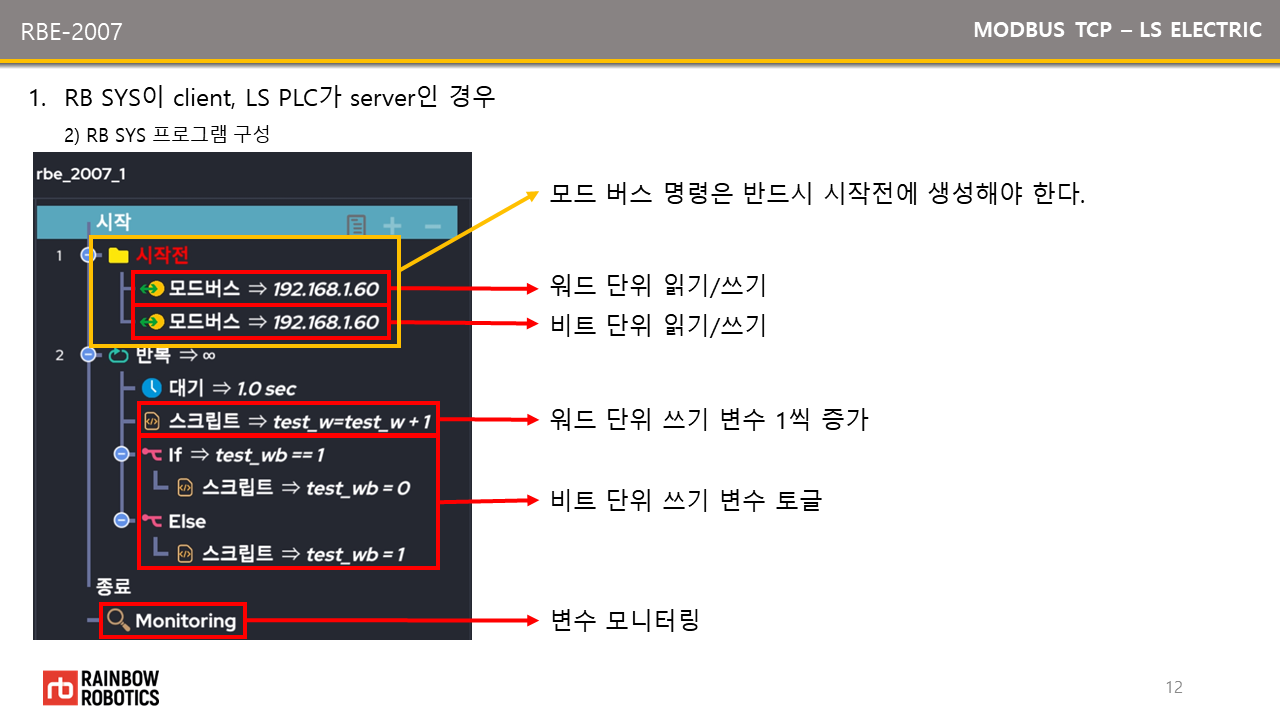 RBE-2007
MODBUS TCP – LS ELECTRIC
1. RB SYS이 client, LS PLC가 server인 경우
2) RB SYS 프로그램 구성
rbe_2007_1
시작
1 시작전
모드버스 ⇒ 192.168.1.60
모드버스 ⇒ 192.168.1.60
2 반복 ⇒ ∞
대기 ⇒ 1.0 sec
스크립트 ⇒ test_w=test_w + 1
If ⇒ test_wb == 1
스크립트 ⇒ test_wb = 0
Else
스크립트 ⇒ test_wb = 1
종료
Monitoring
모드 버스 명령은 반드시 시작전에 생성해야 한다.
워드 단위 읽기/쓰기
비트 단위 읽기/쓰기
워드 단위 쓰기 변수 1씩 증가
비트 단위 쓰기 변수 토글
변수 모니터링
rb RAINBOW
ROBOTICS
12